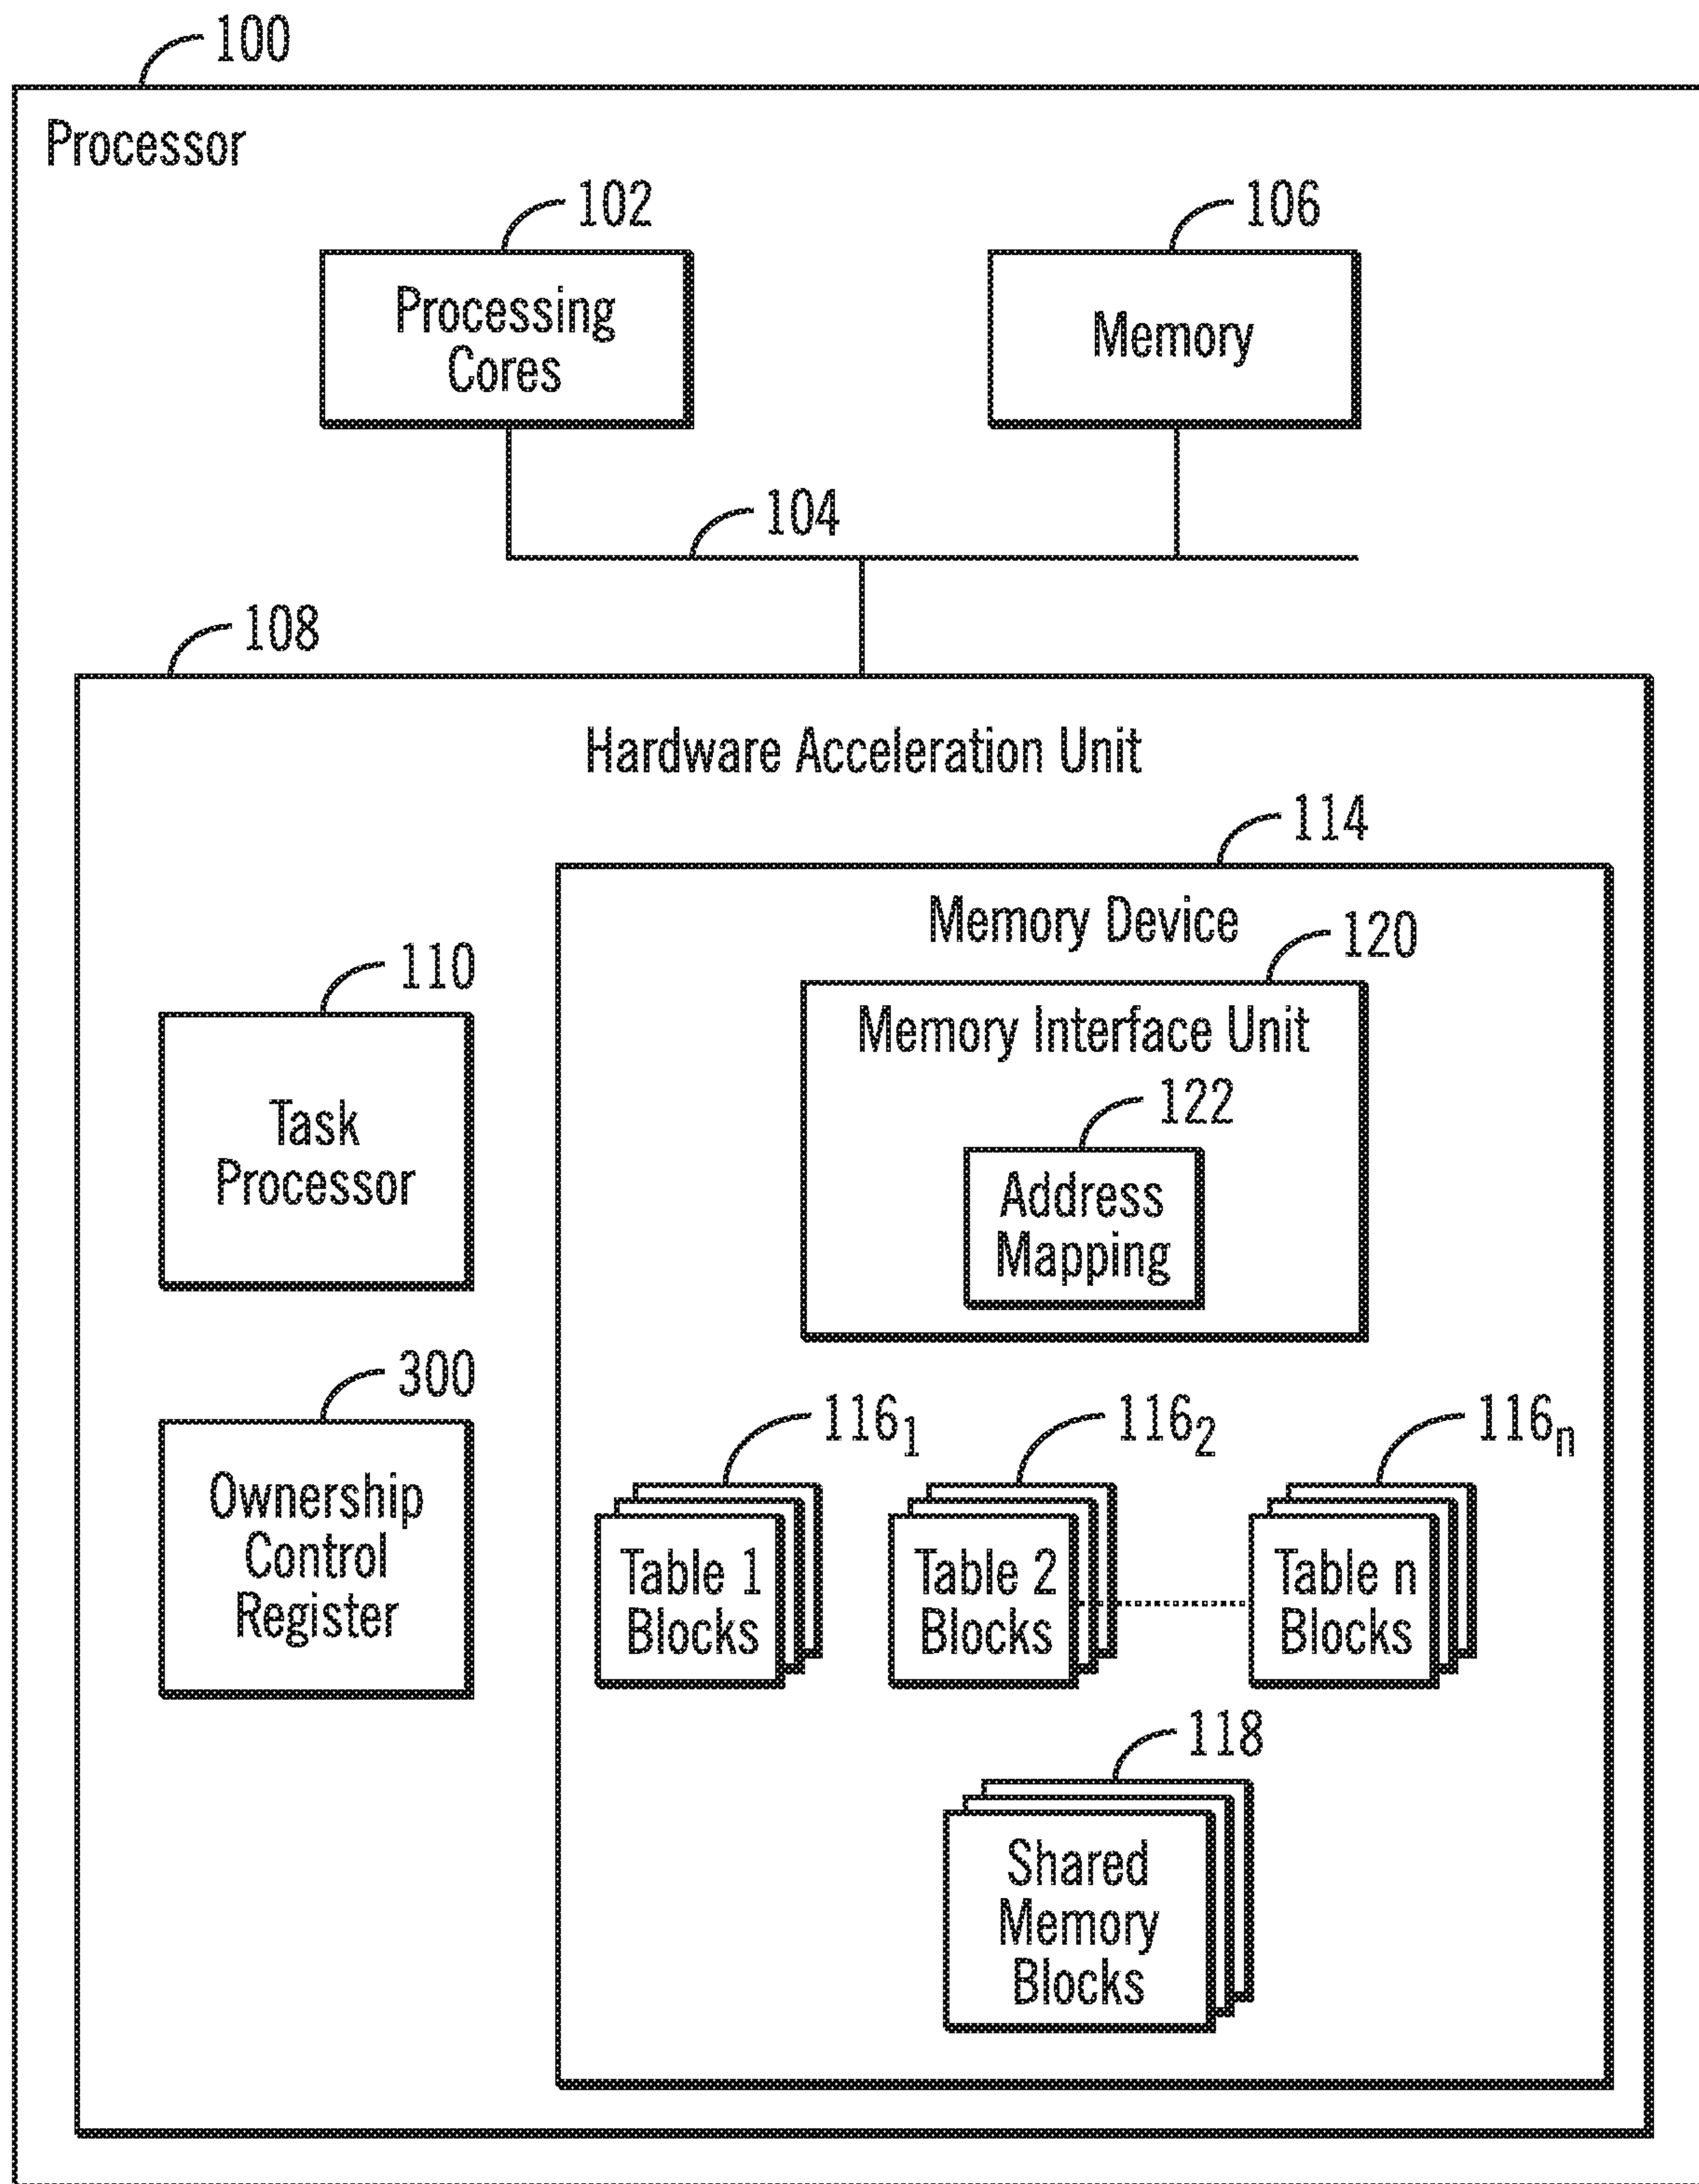 100
Processor
102
106
Processing
Cores
Memory
104
108
Hardware Acceleration Unit
114
Memory Device
120
110
Memory Interface Unit
122
Task
Processor
Address
Mapping
300
116₁
116₂
116ₙ
Ownership
Control
Register
Table 1
Blocks
Table 2
Blocks
Table n
Blocks
118
Shared
Memory
Blocks